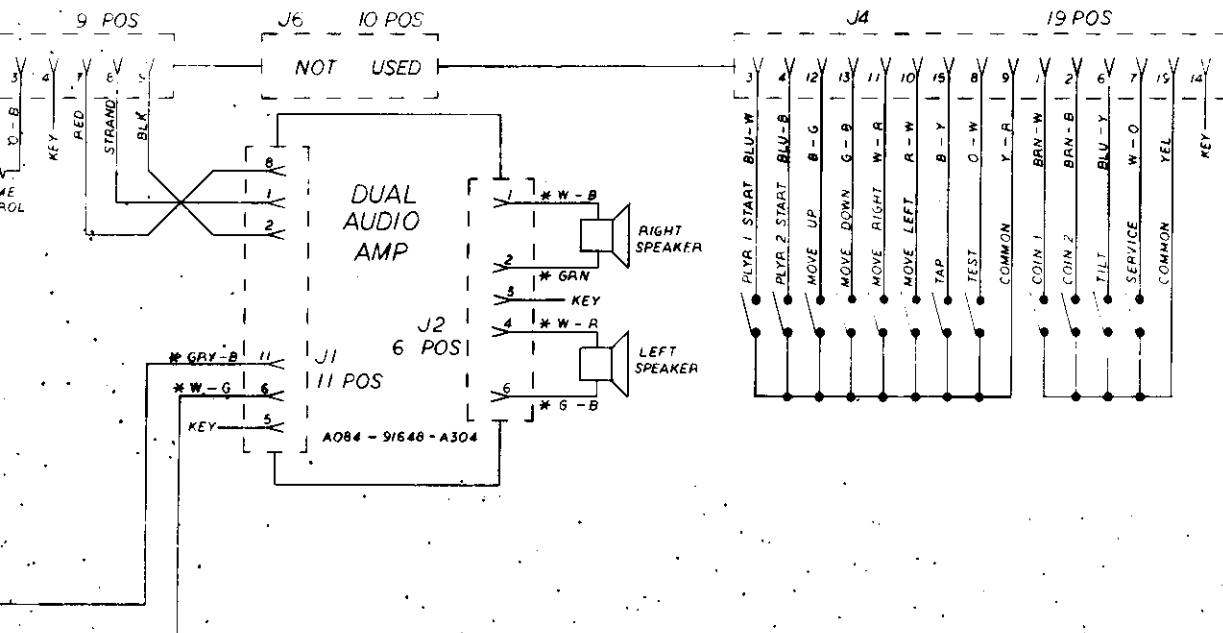 9 POS
J6 10 POS
J4 19 POS
NOT USED
3 4 7 8
3 4 12 13 11 10 15 8 9 1 2 6 7 19 14
O-B
KEY
RED
STRAND
BLK
PLYR 1 START BLU-W
PLYR 2 START BLU-B
MOVE UP B-G
MOVE DOWN G-B
MOVE RIGHT W-R
MOVE LEFT R-W
TAP B-Y
TEST O-W
COMMON Y-R
COIN 1 BRN-W
COIN 2 BRN-B
TILT BLU-Y
SERVICE W-O
COMMON YEL
KEY
8
1
2
DUAL
AUDIO
AMP
1 * W-B
RIGHT
SPEAKER
2
* GRN
3 KEY
J2
6 POS
4 * W-R
LEFT
SPEAKER
6
* G-B
* GRY-B 11
J1
11 POS
* W-G 6
KEY 5
A084-91648-A304